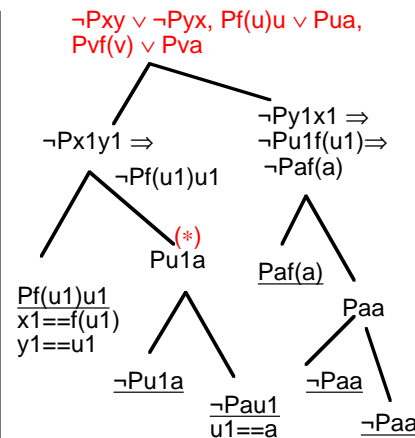 ¬Pxy ∨ ¬Pyx, Pf(u)u ∨ Pua,
Pvf(v) ∨ Pva
¬Px1y1 ⇒
¬Pf(u1)u1
¬Py1x1 ⇒
¬Pu1f(u1)⇒
¬Paf(a)
(*)
Pu1a
Pf(u1)u1
x1==f(u1)
y1==u1
Paf(a)
Paa
¬Pu1a
¬Pau1
u1==a
¬Paa
¬Paa